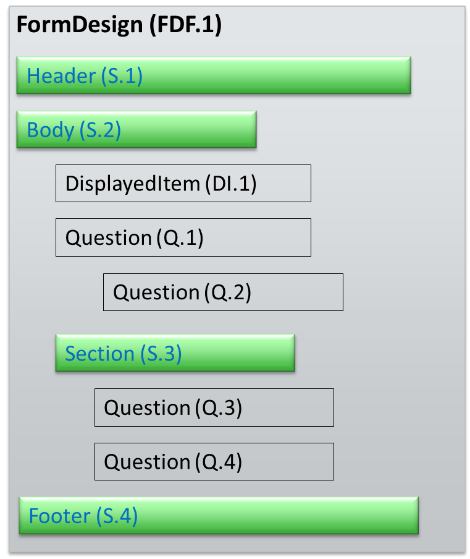 FormDesign (FDF.1)
Header (S.1)
Body (S.2)
DisplayedItem (DI.1)
Question (Q.1)
Question (Q.2)
Section (S.3)
Question (Q.3)
Question (Q.4)
Footer (S.4)